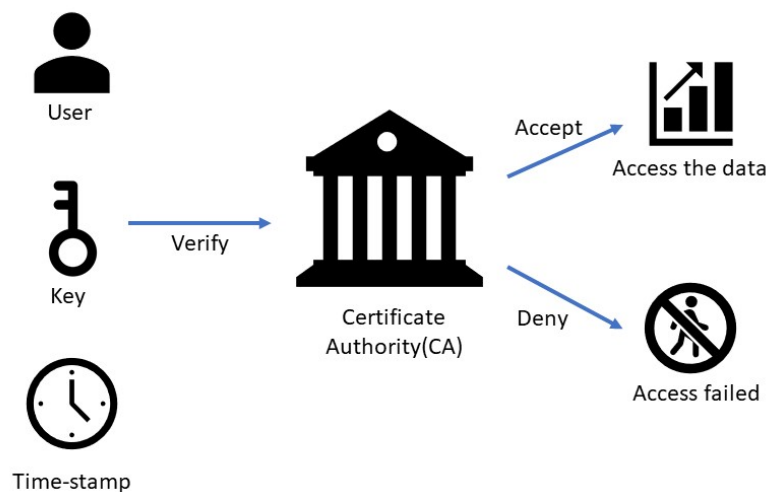 User
Key
Time-stamp
Verify
Certificate
Authority(CA)
Accept
Access the data
Deny
Access failed